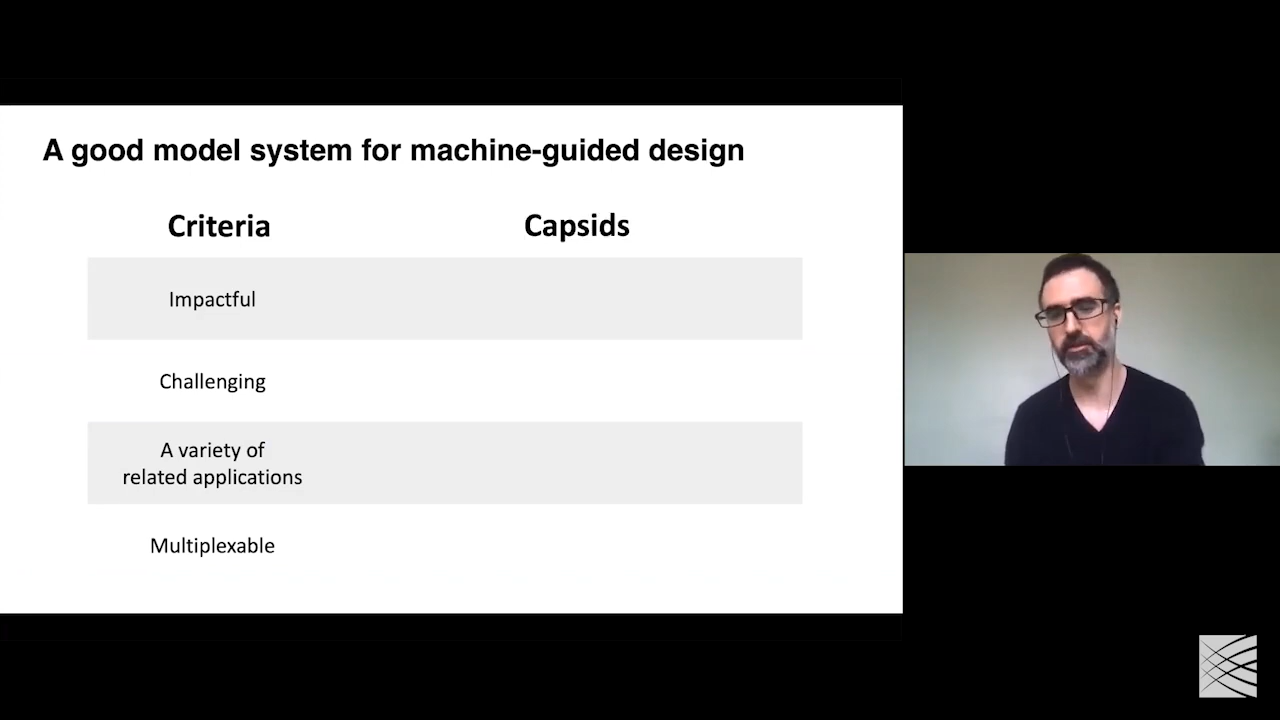 A good model system for machine-guided design
Criteria
Capsids
Impactful
Challenging
A variety of
related applications
Multiplexable